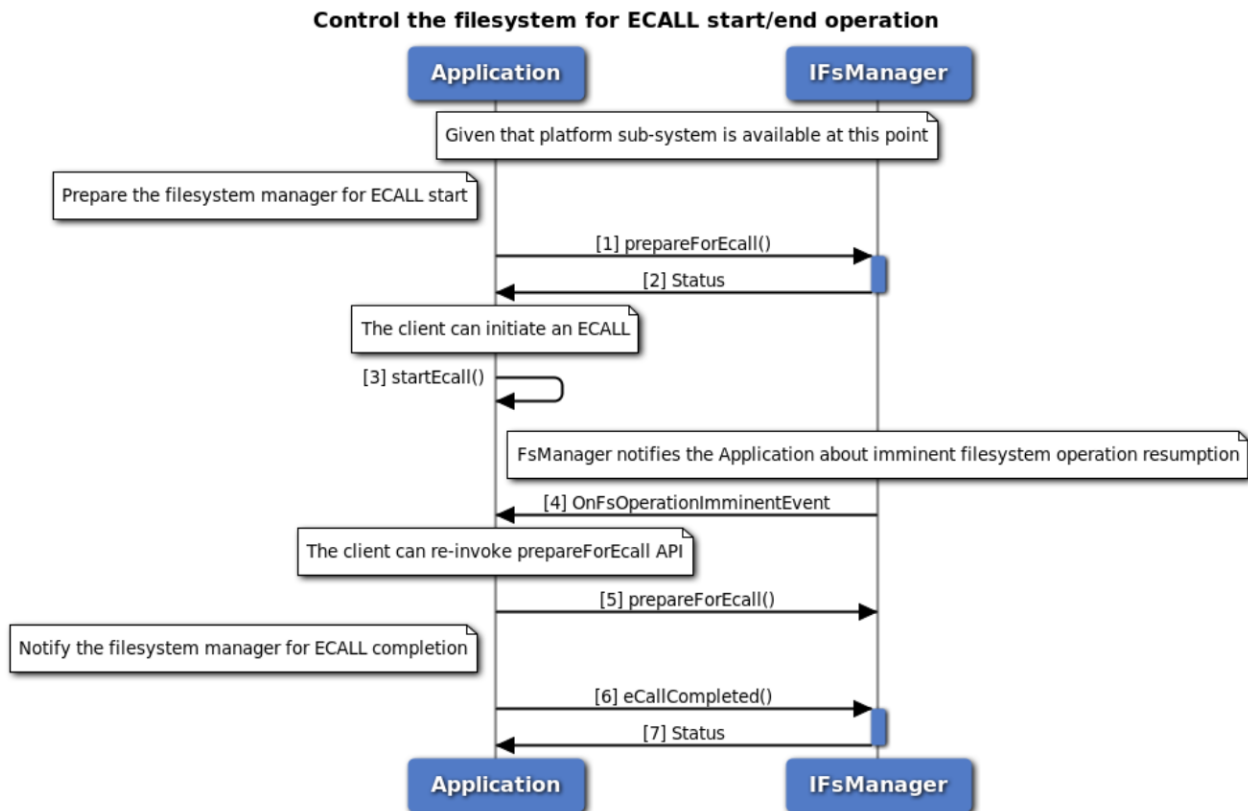 Control the filesystem for ECALL start/end operation
Application
IFsManager
Given that platform sub-system is available at this point
Prepare the filesystem manager for ECALL start
[1] prepareForEcall()
[2] Status
The client can initiate an ECALL
[3] startEcall()
FsManager notifies the Application about imminent filesystem operation resumption
[4] OnFsOperationImminentEvent
The client can re-invoke prepareForEcall API
[5] prepareForEcall()
Notify the filesystem manager for ECALL completion
[6] eCallCompleted()
[7] Status
Application
IFsManager